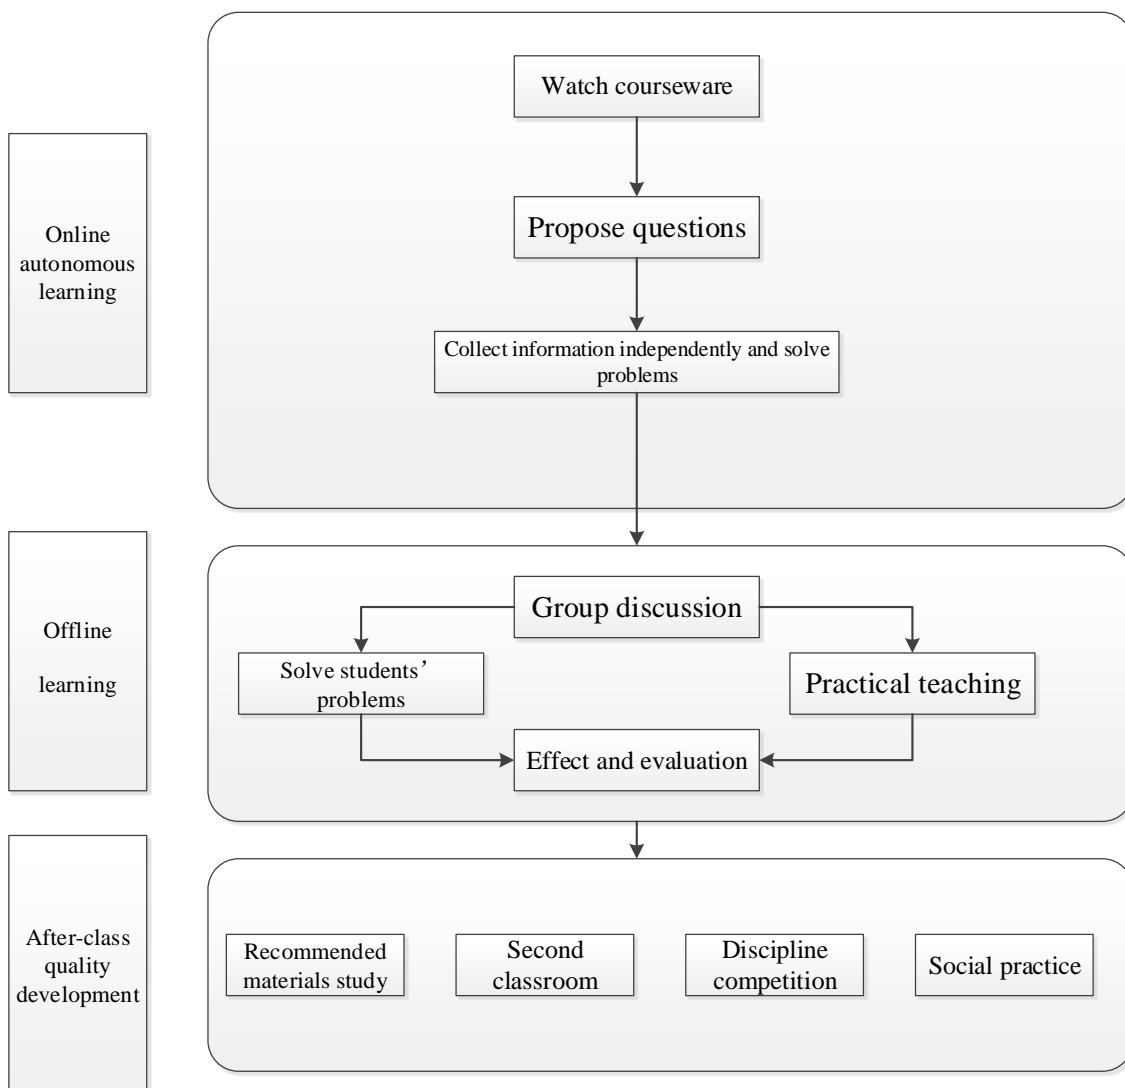 Watch courseware
Online
autonomous
learning
Propose questions
Collect information independently and solve
problems
Offline
learning
Group discussion
Solve students’
problems
Practical teaching
Effect and evaluation
After-class
quality
development
Recommended
materials study
Second
classroom
Discipline
competition
Social practice